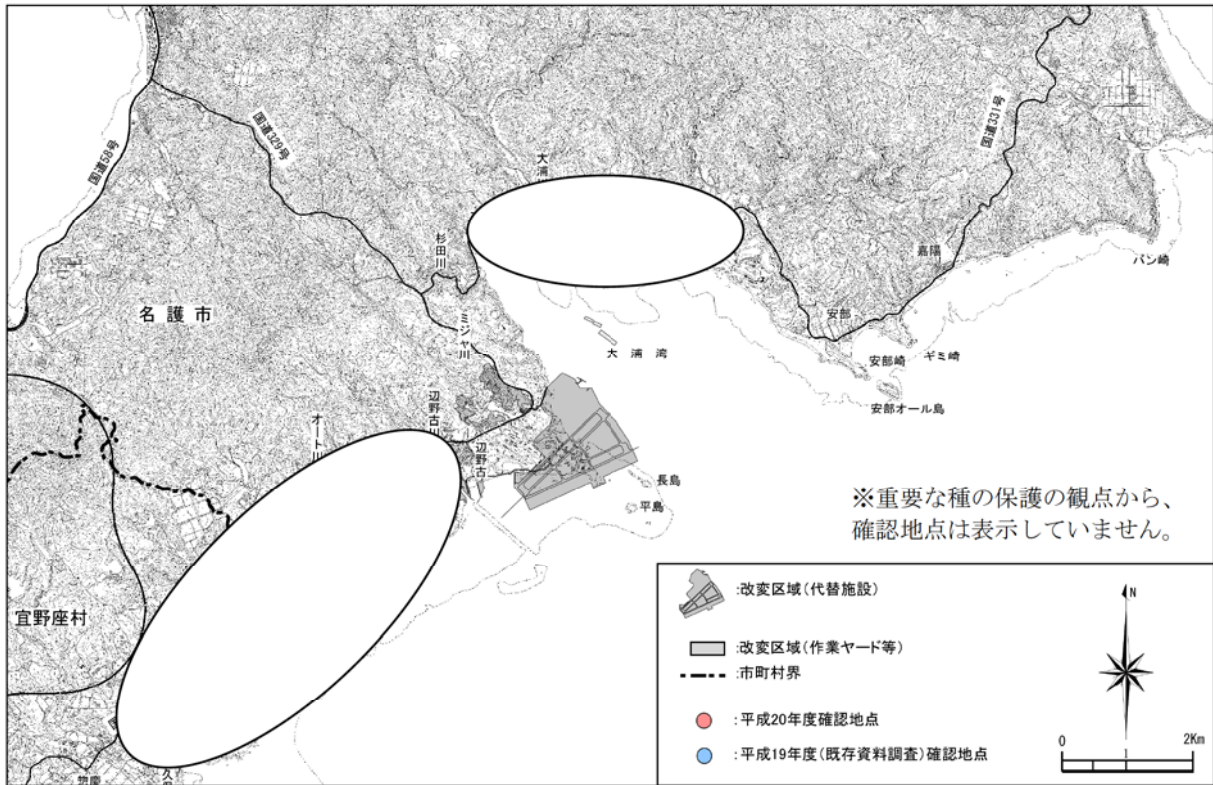 国道58号
国道329号
大浦
国道331号
杉田川
嘉陽
バン崎
名護市
ミジャ川
安部
大浦湾
安部崎
ギミ崎
安部オール島
辺野古川
オート川
辺野古
長島
平島
※重要な種の保護の観点から、
確認地点は表示していません。
宜野座村
:改変区域(代替施設)
:改変区域(作業ヤード等)
:市町村界
:平成20年度確認地点
:平成19年度(既存資料調査)確認地点
N
0 2Km
惣慶